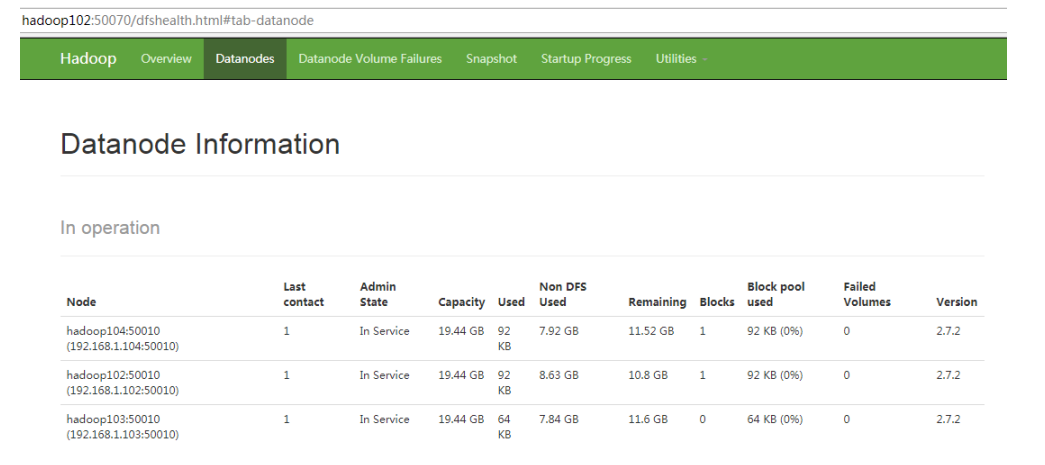 hadoop102:50070/dfshealth.html#tab-datanode
Hadoop Overview Datanodes Datanode Volume Failures Snapshot Startup Progress Utilities
Datanode Information
In operation
Node Last contact Admin State Capacity Used Non DFS Used Remaining Blocks Block pool used Failed Volumes Version
hadoop104:50010 (192.168.1.104:50010) 1 In Service 19.44 GB 92 KB 7.92 GB 11.52 GB 1 92 KB (0%) 0 2.7.2
hadoop102:50010 (192.168.1.102:50010) 1 In Service 19.44 GB 92 KB 8.63 GB 10.8 GB 1 92 KB (0%) 0 2.7.2
hadoop103:50010 (192.168.1.103:50010) 1 In Service 19.44 GB 64 KB 7.84 GB 11.6 GB 0 64 KB (0%) 0 2.7.2